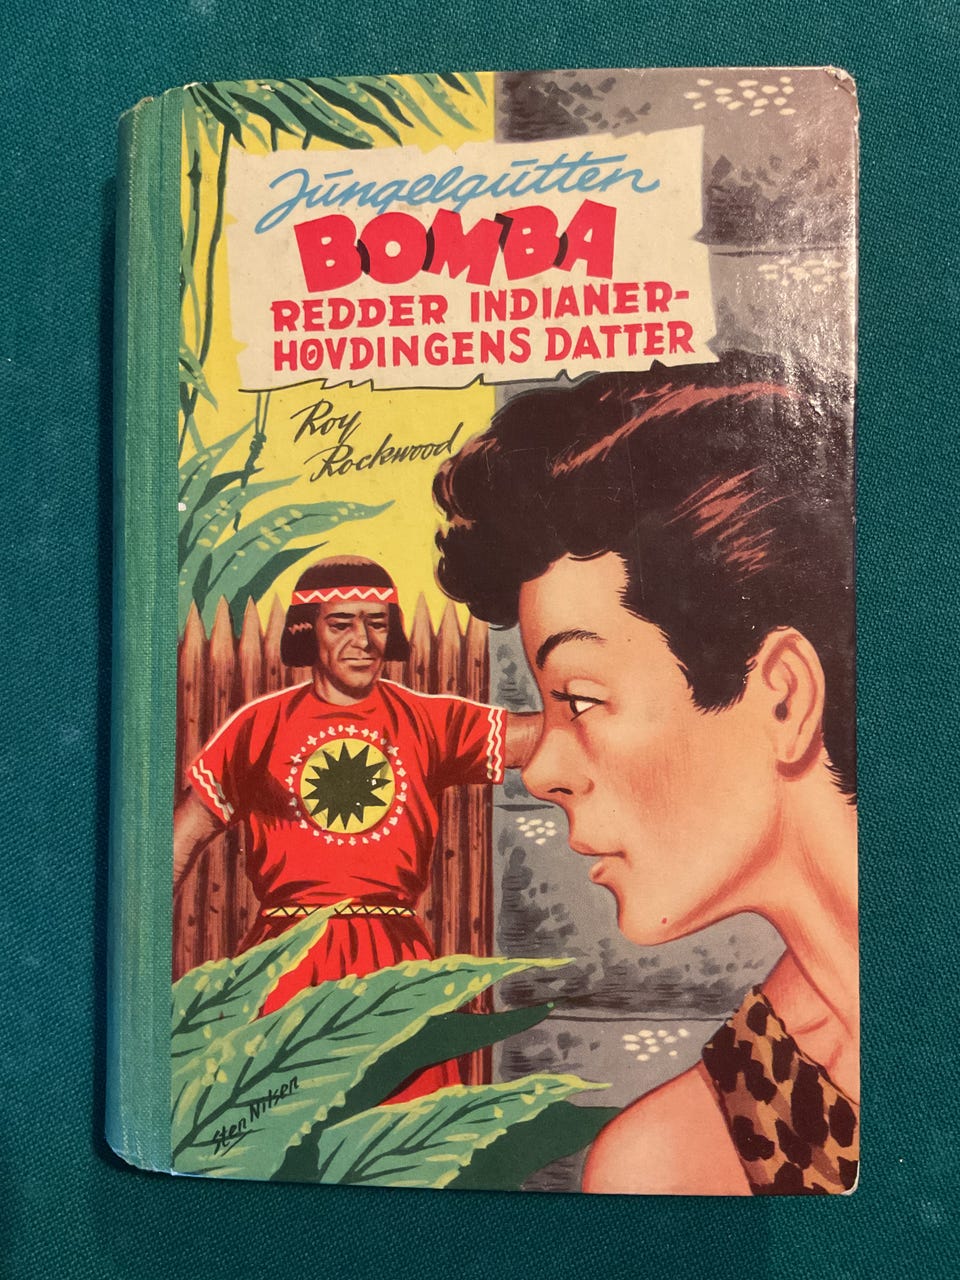 Jungelgutten
BOMBA
REDDER INDIANER-
HØVDINGENS DATTER
Roy
Rockwood
Sten Nilsen